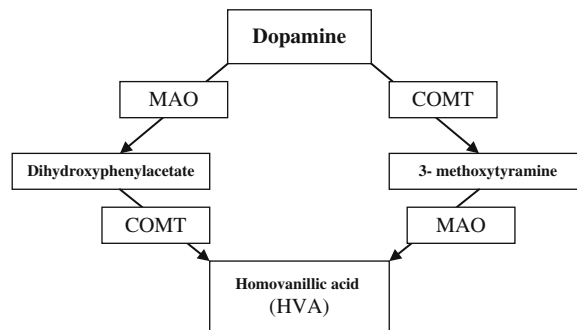 Dopamine
MAO
COMT
Dihydroxyphenylacetate
3- methoxytyramine
COMT
MAO
Homovanillic acid
(HVA)